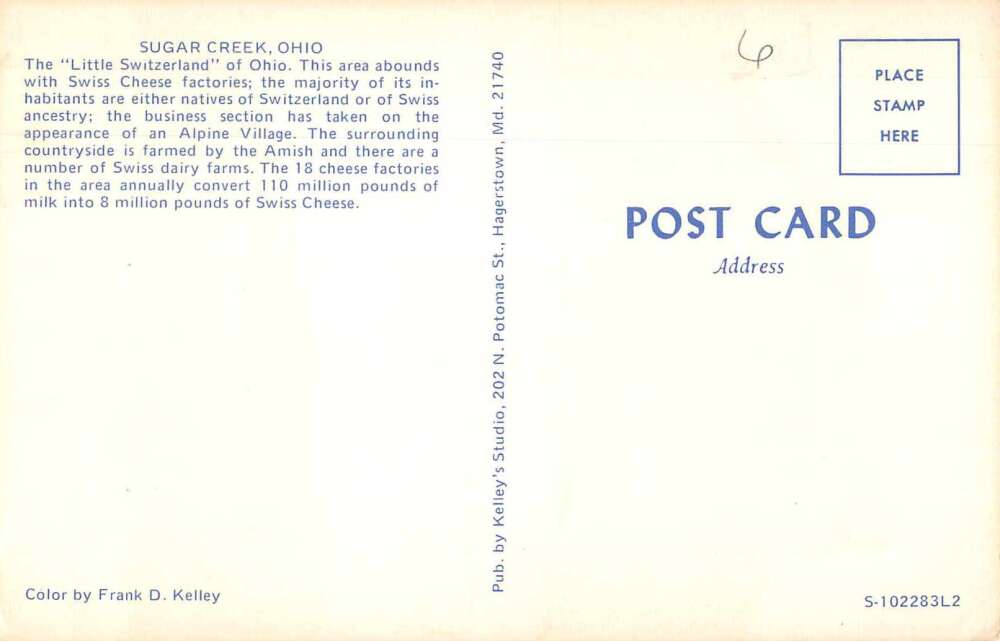 SUGAR CREEK, OHIO
The "Little Switzerland" of Ohio. This area abounds
with Swiss Cheese factories; the majority of its in-
habitants are either natives of Switzerland or of Swiss
ancestry; the business section has taken on the
appearance of an Alpine Village. The surrounding
countryside is farmed by the Amish and there are a
number of Swiss dairy farms. The 18 cheese factories
in the area annually convert 110 million pounds of
milk into 8 million pounds of Swiss Cheese.
Color by Frank D. Kelley
Pub. by Kelley's Studio, 202 N. Potomac St., Hagerstown, Md. 21740
6
PLACE
STAMP
HERE
POST CARD
Address
S-102283L2